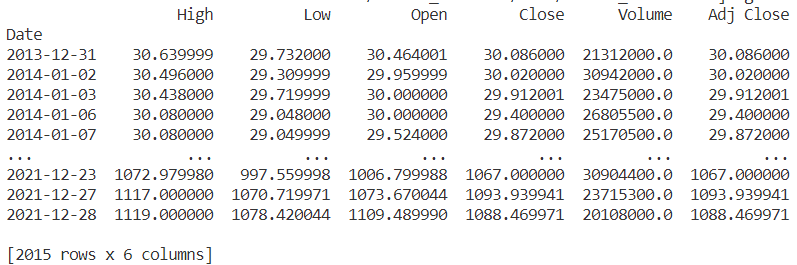 High Low Open Close Volume Adj Close
Date
2013-12-31 30.639999 29.732000 30.464001 30.086000 21312000.0 30.086000
2014-01-02 30.496000 29.309999 29.959999 30.020000 30942000.0 30.020000
2014-01-03 30.438000 29.719999 30.000000 29.912001 23475000.0 29.912001
2014-01-06 30.080000 29.048000 30.000000 29.400000 26805500.0 29.400000
2014-01-07 30.080000 29.049999 29.524000 29.872000 25170500.0 29.872000
... ... ... ... ... ... ...
2021-12-23 1072.979980 997.559998 1006.799988 1067.000000 30904400.0 1067.000000
2021-12-27 1117.000000 1070.719971 1073.670044 1093.939941 23715300.0 1093.939941
2021-12-28 1119.000000 1078.420044 1109.489990 1088.469971 20108000.0 1088.469971
[2015 rows x 6 columns]